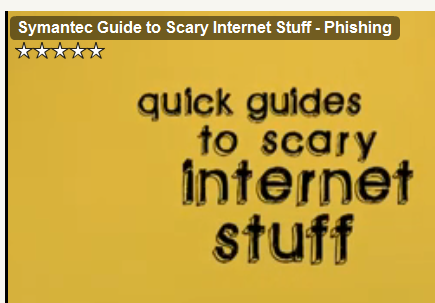 Symantec Guide to Scary Internet Stuff - Phishing
quick guides
to scary
internet
stuff